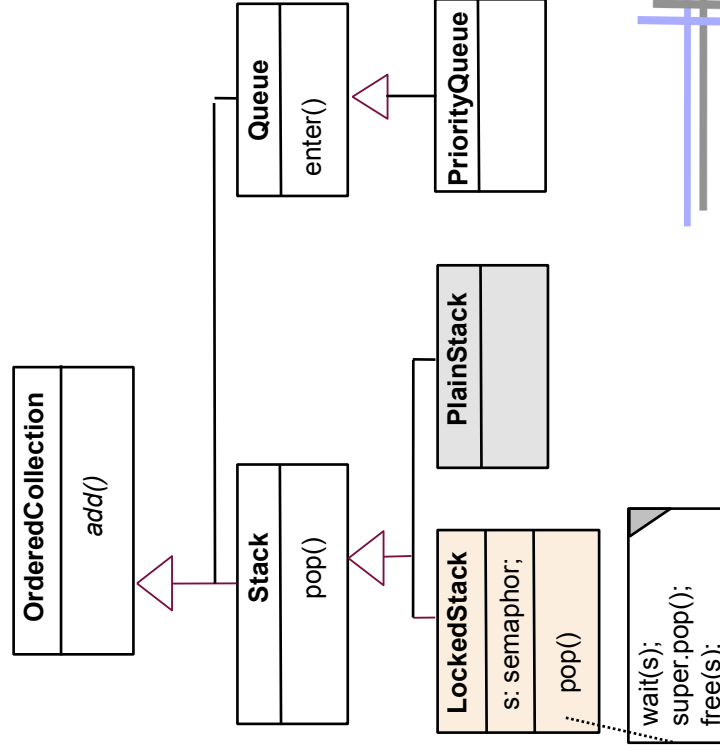 OrderedCollection
add()
Stack
pop()
Queue
enter()
LockedStack
s: semaphor;
pop()
PlainStack
PriorityQueue
wait(s);
super.pop();
free(s);